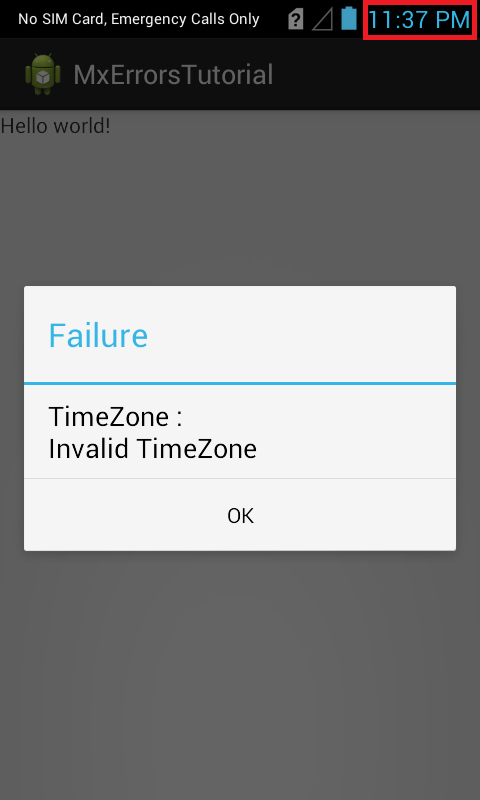 No SIM Card, Emergency Calls Only
11:37 PM
MxErrorsTutorial
Hello world!
Failure
TimeZone :
Invalid TimeZone
OK